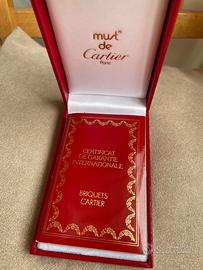 must
de
Cartier
Paris
CERTIFICAT
DE GARANTIE
INTERNATIONALE
BRIQUETS
CARTIER